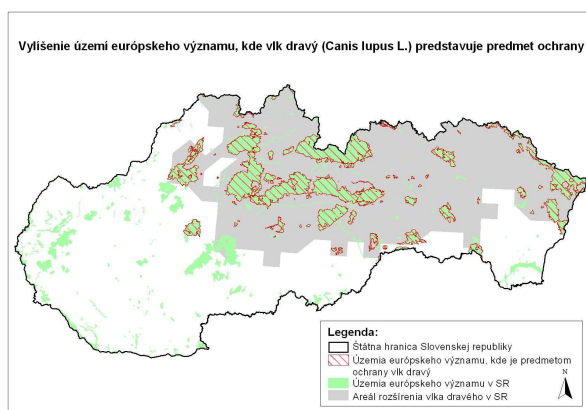 Vylíšenie území európskeho významu, kde vlk dravý (Canis lupus L.) predstavuje predmet ochrany
Legenda:
Štátna hranica Slovenskej republiky
Územia európskeho významu, kde je predmetom
ochrany vlk dravý
Územia európskeho významu v SR
Areál rozšírenia vlka dravého v SR
N